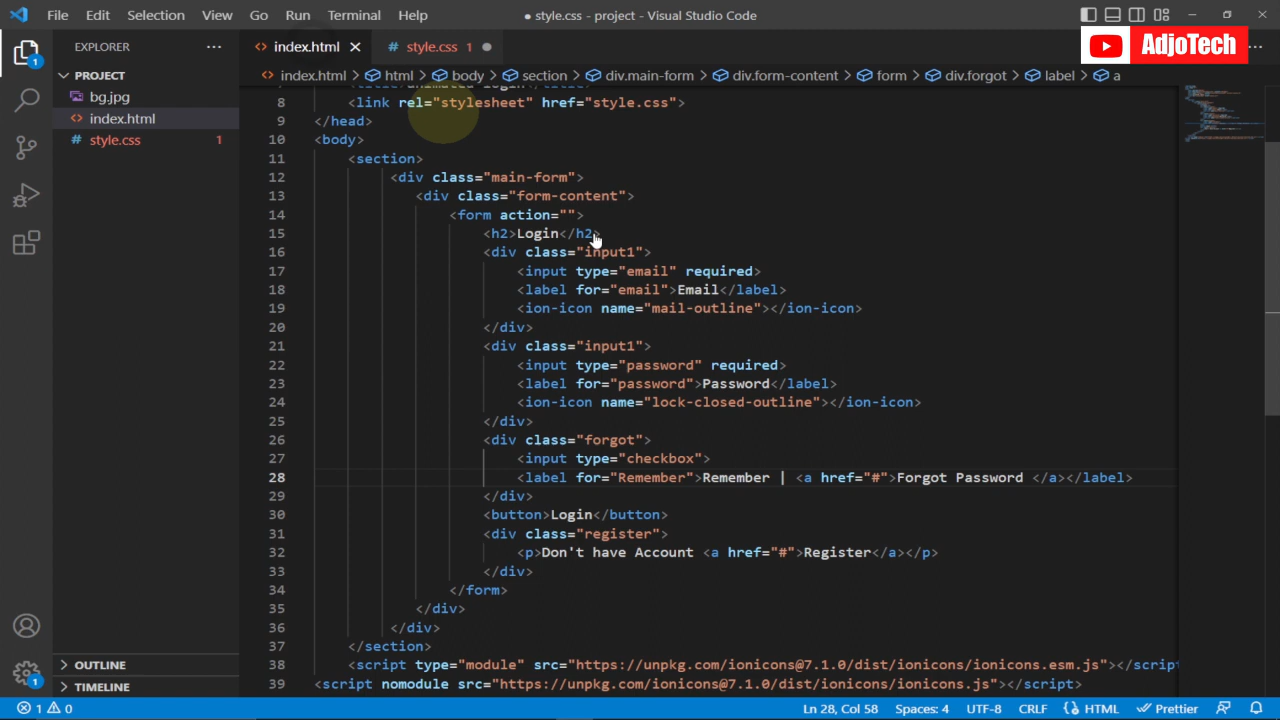 File Edit Selection View Go Run Terminal Help
● style.css - project - Visual Studio Code
AdjoTech
EXPLORER
PROJECT
bg.jpg
index.html
style.css 1
OUTLINE
TIMELINE
index.html
# style.css 1
index.html > html > body > section > div.main-form > div.form-content > form > div.forgot > label > a
8 <link rel="stylesheet" href="style.css">
9 </head>
10 <body>
11 <section>
12 <div class="main-form">
13 <div class="form-content">
14 <form action="">
15 <h2>Login</h2>
16 <div class="input1">
17 <input type="email" required>
18 <label for="email">Email</label>
19 <ion-icon name="mail-outline"></ion-icon>
20 </div>
21 <div class="input1">
22 <input type="password" required>
23 <label for="password">Password</label>
24 <ion-icon name="lock-closed-outline"></ion-icon>
25 </div>
26 <div class="forgot">
27 <input type="checkbox">
28 <label for="Remember">Remember | <a href="#">Forgot Password </a></label>
29 </div>
30 <button>Login</button>
31 <div class="register">
32 <p>Don't have Account <a href="#">Register</a></p>
33 </div>
34 </form>
35 </div>
36 </div>
37 </section>
38 <script type="module" src="https://unpkg.com/ionicons@7.1.0/dist/ionicons/ionicons.esm.js"></script
39 <script nomodule src="https://unpkg.com/ionicons@7.1.0/dist/ionicons/ionicons.js"></script>
1 0 Ln 28, Col 58 Spaces: 4 UTF-8 CRLF HTML Prettier